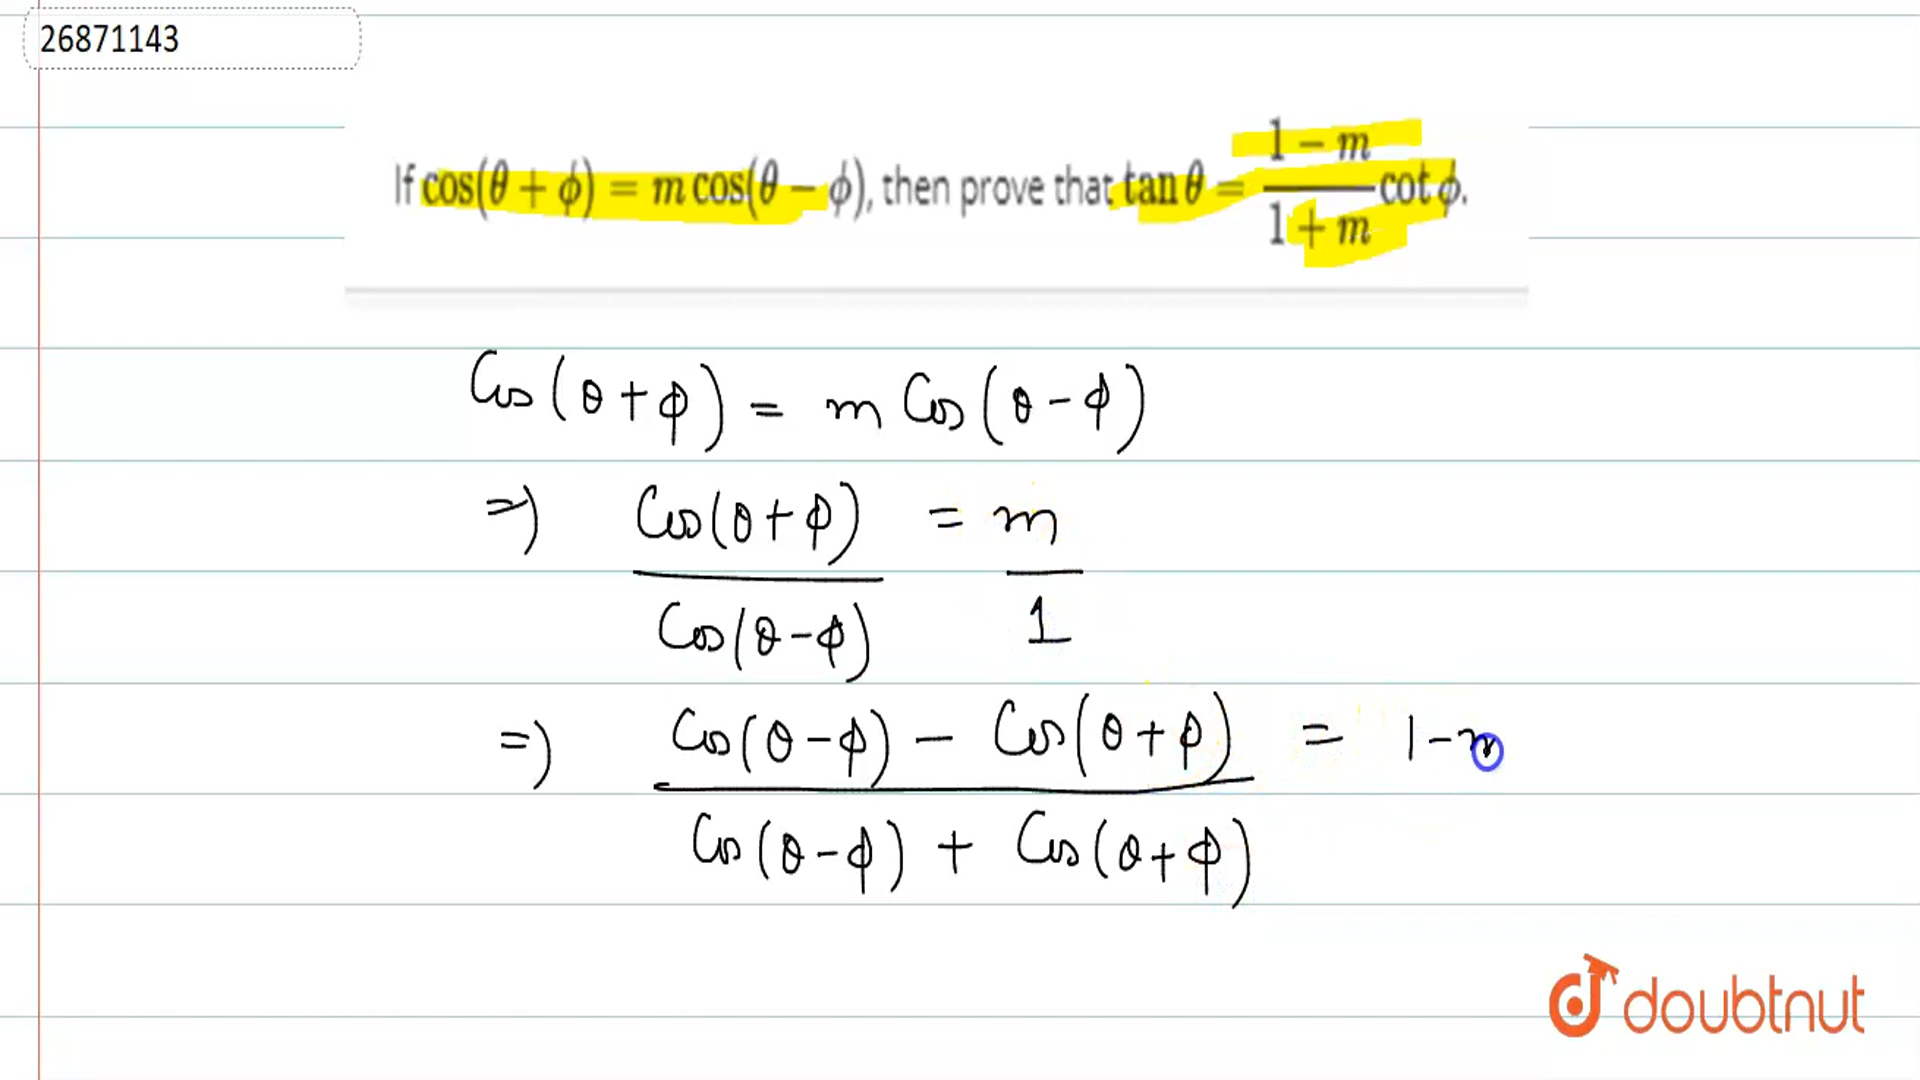 26871143
If cos(θ + ϕ) = m cos(θ − ϕ), then prove that tan θ = (1 − m)/(1 + m) cot ϕ.
Cos(θ+ϕ) = m Cos(θ-ϕ)
⇒ Cos(θ+ϕ)/Cos(θ-ϕ) = m/1
⇒ (Cos(θ-ϕ) - Cos(θ+ϕ))/(Cos(θ-ϕ) + Cos(θ+ϕ)) = 1-m
doubtnut